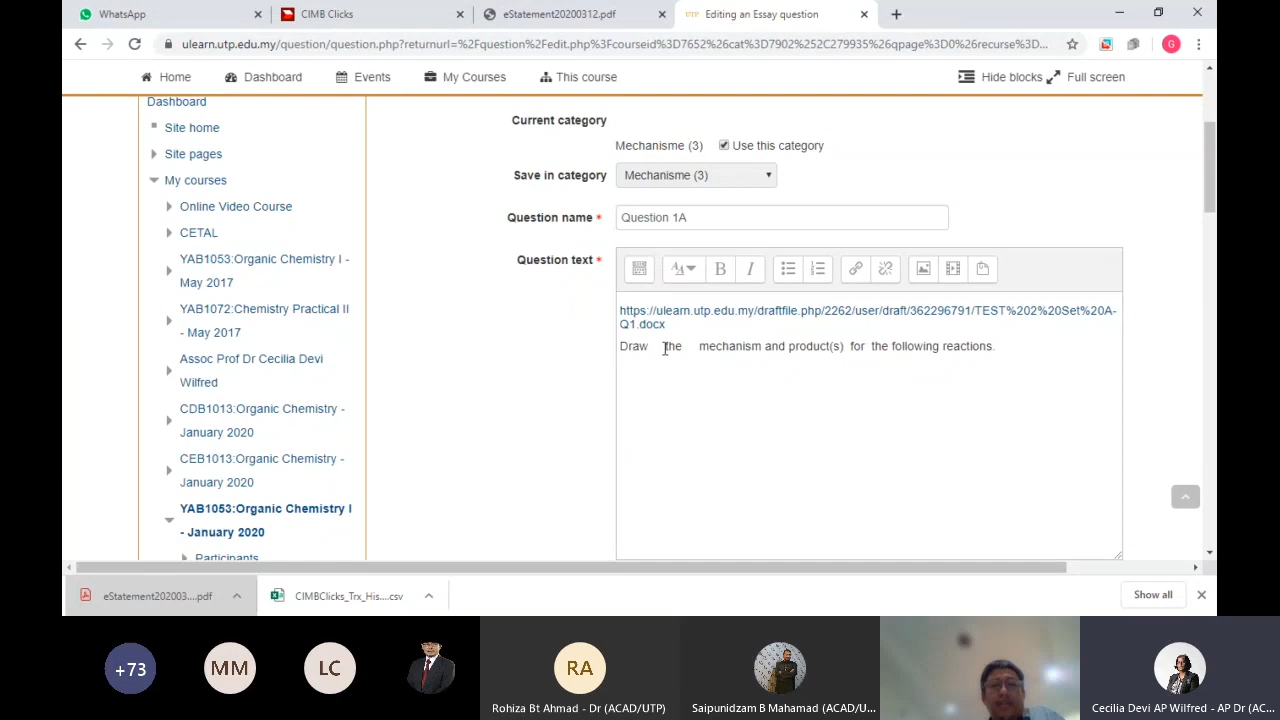 WhatsApp
CIMB Clicks
eStatement20200312.pdf
UTP Editing an Essay question
ulearn.utp.edu.my/question/question.php?returnurl=%2Fquestion%2Fedit.php%3Fcourseid%3D7652%26cat%3D7902%252C279935%26qpage%3D0%26recurse%3D...
G
Home
Dashboard
Events
My Courses
This course
Hide blocks
Full screen
Dashboard
Site home
Site pages
My courses
Online Video Course
CETAL
YAB1053:Organic Chemistry I -
May 2017
YAB1072:Chemistry Practical II
- May 2017
Assoc Prof Dr Cecilia Devi
Wilfred
CDB1013:Organic Chemistry -
January 2020
CEB1013:Organic Chemistry -
January 2020
YAB1053:Organic Chemistry I
- January 2020
Participants
Current category
Mechanisme (3) Use this category
Save in category Mechanisme (3)
Question name * Question 1A
Question text *
B I
https://ulearn.utp.edu.my/draftfile.php/2262/user/draft/362296791/TEST%202%20Set%20A-
Q1.docx
Draw the mechanism and product(s) for the following reactions.
eStatement202003....pdf
CIMBClicks_Trx_His....csv
Show all
+73
MM
LC
RA
Rohiza Bt Ahmad - Dr (ACAD/UTP)
Saipunidzam B Mahamad (ACAD/U...
Cecilia Devi AP Wilfred - AP Dr (AC...